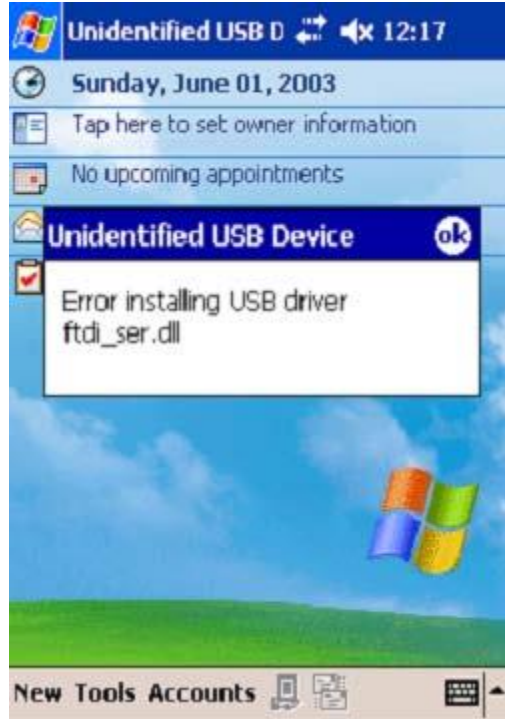 Unidentified USB D 12:17
Sunday, June 01, 2003
Tap here to set owner information
No upcoming appointments
Unidentified USB Device ok
Error installing USB driver
ftdi_ser.dll
New Tools Accounts